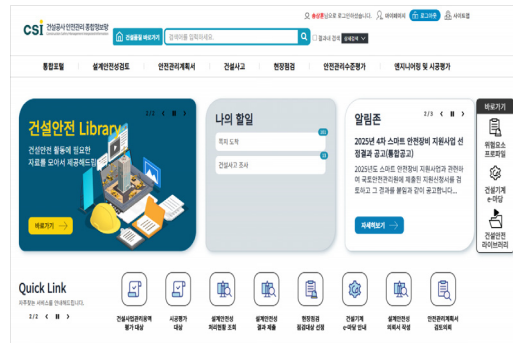 송상훈님으로 로그인하셨습니다. 마이페이지 로그아웃 사이트맵
CSI 건설공사 안전관리 종합정보망
건설품질 바로가기 검색어를 입력하세요. 결과내 검색 상세검색
통합포털 설계안전성검토 안전관리계획서 건설사고 현장점검 안전관리수준평가 엔지니어링 및 시공평가
2/2
건설안전 Library
건설안전 활동에 필요한
자료를 모아서 제공해드립
바로가기
나의 할일
쪽지 도착
건설사고 조사
알림존
2/3
2025년 4차 스마트 안전장비 지원사업 선
정결과 공고(통합공고)
2025년도 스마트 안전장비 지원사업과 관련하
여 국토안전관리원에 제출된 지원신청서를 검
토하고 그 결과를 붙임과 같이 공고합니다...
자세히보기
바로가기
위험요소
프로파일
건설기계
e-마당
건설안전
라이브러리
Quick Link
자주찾는 서비스를 안내해드립니다.
2/2
건설사업관리용역
평가 대상
시공평가
대상
설계안전성
처리현황 조회
설계안전성
결과 제출
현장점검
점검대상 선정
건설기계
e-마당 안내
설계안전성
의뢰서 작성
안전관리계획서
검토의뢰